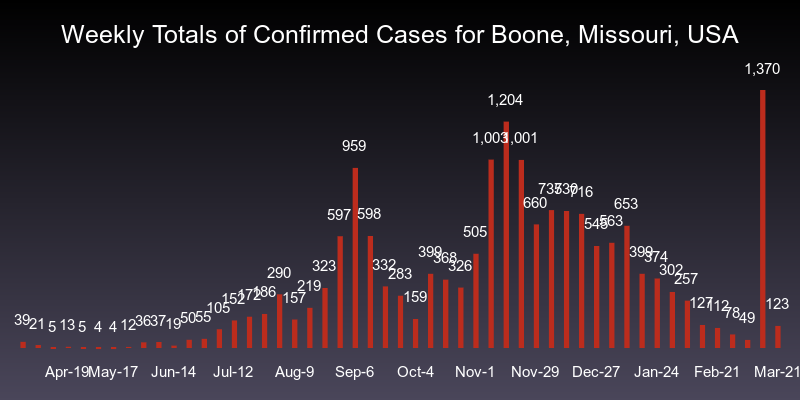 Weekly Totals of Confirmed Cases for Boone, Missouri, USA
1,370
1,204
1,003 1,001
959
735 736 716
660
653
597 598
545 563
505
399 368 326
399 374
332 283
323
302 257
290
219
152 172 186
157 159
105
127 112 78 49
123
39 21 5 13 5 4 4 12 36 37 19 50 55
Apr-19 May-17 Jun-14 Jul-12 Aug-9 Sep-6 Oct-4 Nov-1 Nov-29 Dec-27 Jan-24 Feb-21 Mar-21